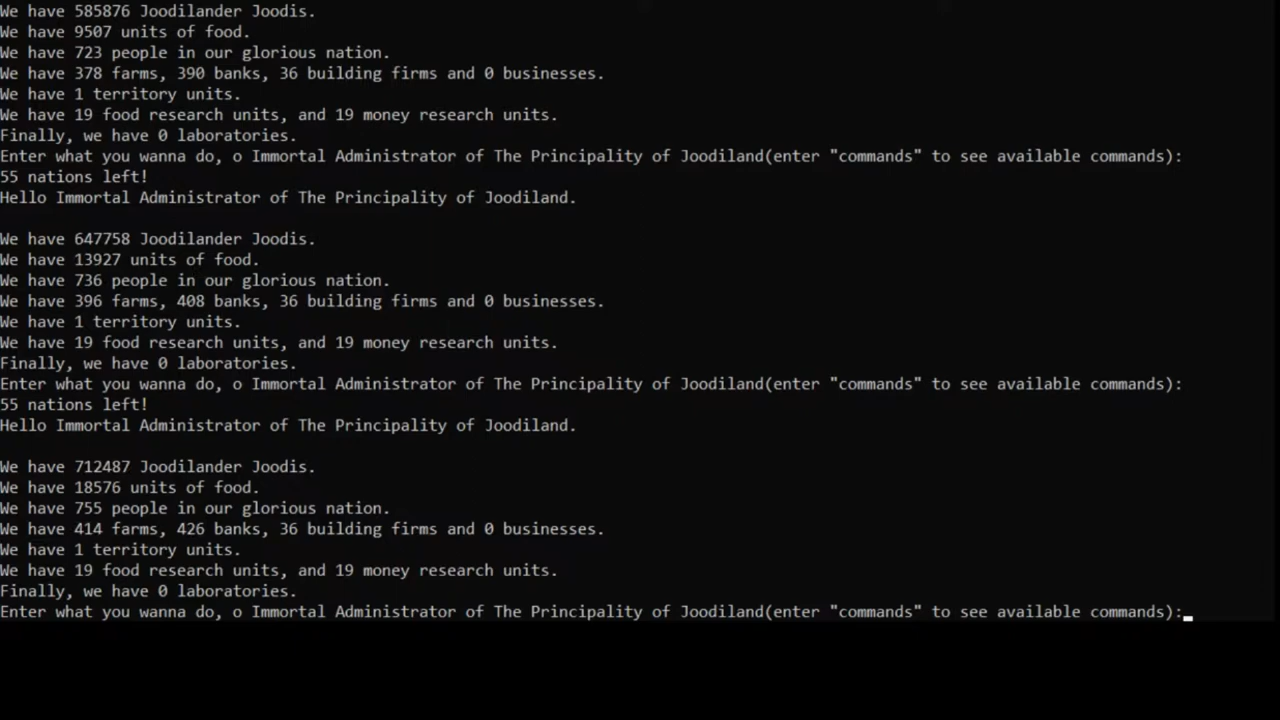 We have 585876 Joodilander Joodis.
We have 9507 units of food.
We have 723 people in our glorious nation.
We have 378 farms, 390 banks, 36 building firms and 0 businesses.
We have 1 territory units.
We have 19 food research units, and 19 money research units.
Finally, we have 0 laboratories.
Enter what you wanna do, o Immortal Administrator of The Principality of Joodiland(enter "commands" to see available commands):
55 nations left!
Hello Immortal Administrator of The Principality of Joodiland.
We have 647758 Joodilander Joodis.
We have 13927 units of food.
We have 736 people in our glorious nation.
We have 396 farms, 408 banks, 36 building firms and 0 businesses.
We have 1 territory units.
We have 19 food research units, and 19 money research units.
Finally, we have 0 laboratories.
Enter what you wanna do, o Immortal Administrator of The Principality of Joodiland(enter "commands" to see available commands):
55 nations left!
Hello Immortal Administrator of The Principality of Joodiland.
We have 712487 Joodilander Joodis.
We have 18576 units of food.
We have 755 people in our glorious nation.
We have 414 farms, 426 banks, 36 building firms and 0 businesses.
We have 1 territory units.
We have 19 food research units, and 19 money research units.
Finally, we have 0 laboratories.
Enter what you wanna do, o Immortal Administrator of The Principality of Joodiland(enter "commands" to see available commands):